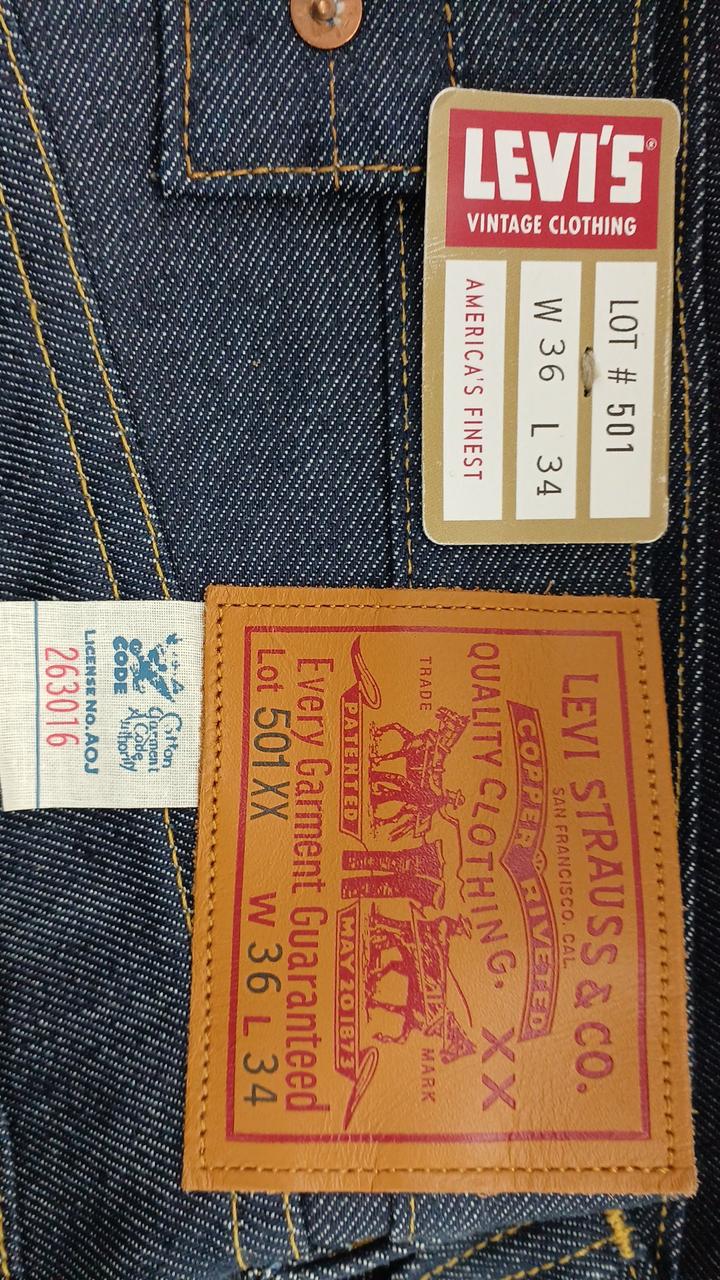 LEVI'S®
VINTAGE CLOTHING
LOT # 501
W 36 L 34
AMERICA'S FINEST
LEVI STRAUSS & CO.
SAN FRANCISCO, CAL.
COPPER RIVETED
QUALITY CLOTHING. XX
TRADE MARK
PATENTED MAY 20 1873
Every Garment Guaranteed
Lot 501XX W 36 L 34
Cotton
Garment
Code
Authority
CODE
LICENSE No. AOJ
263016